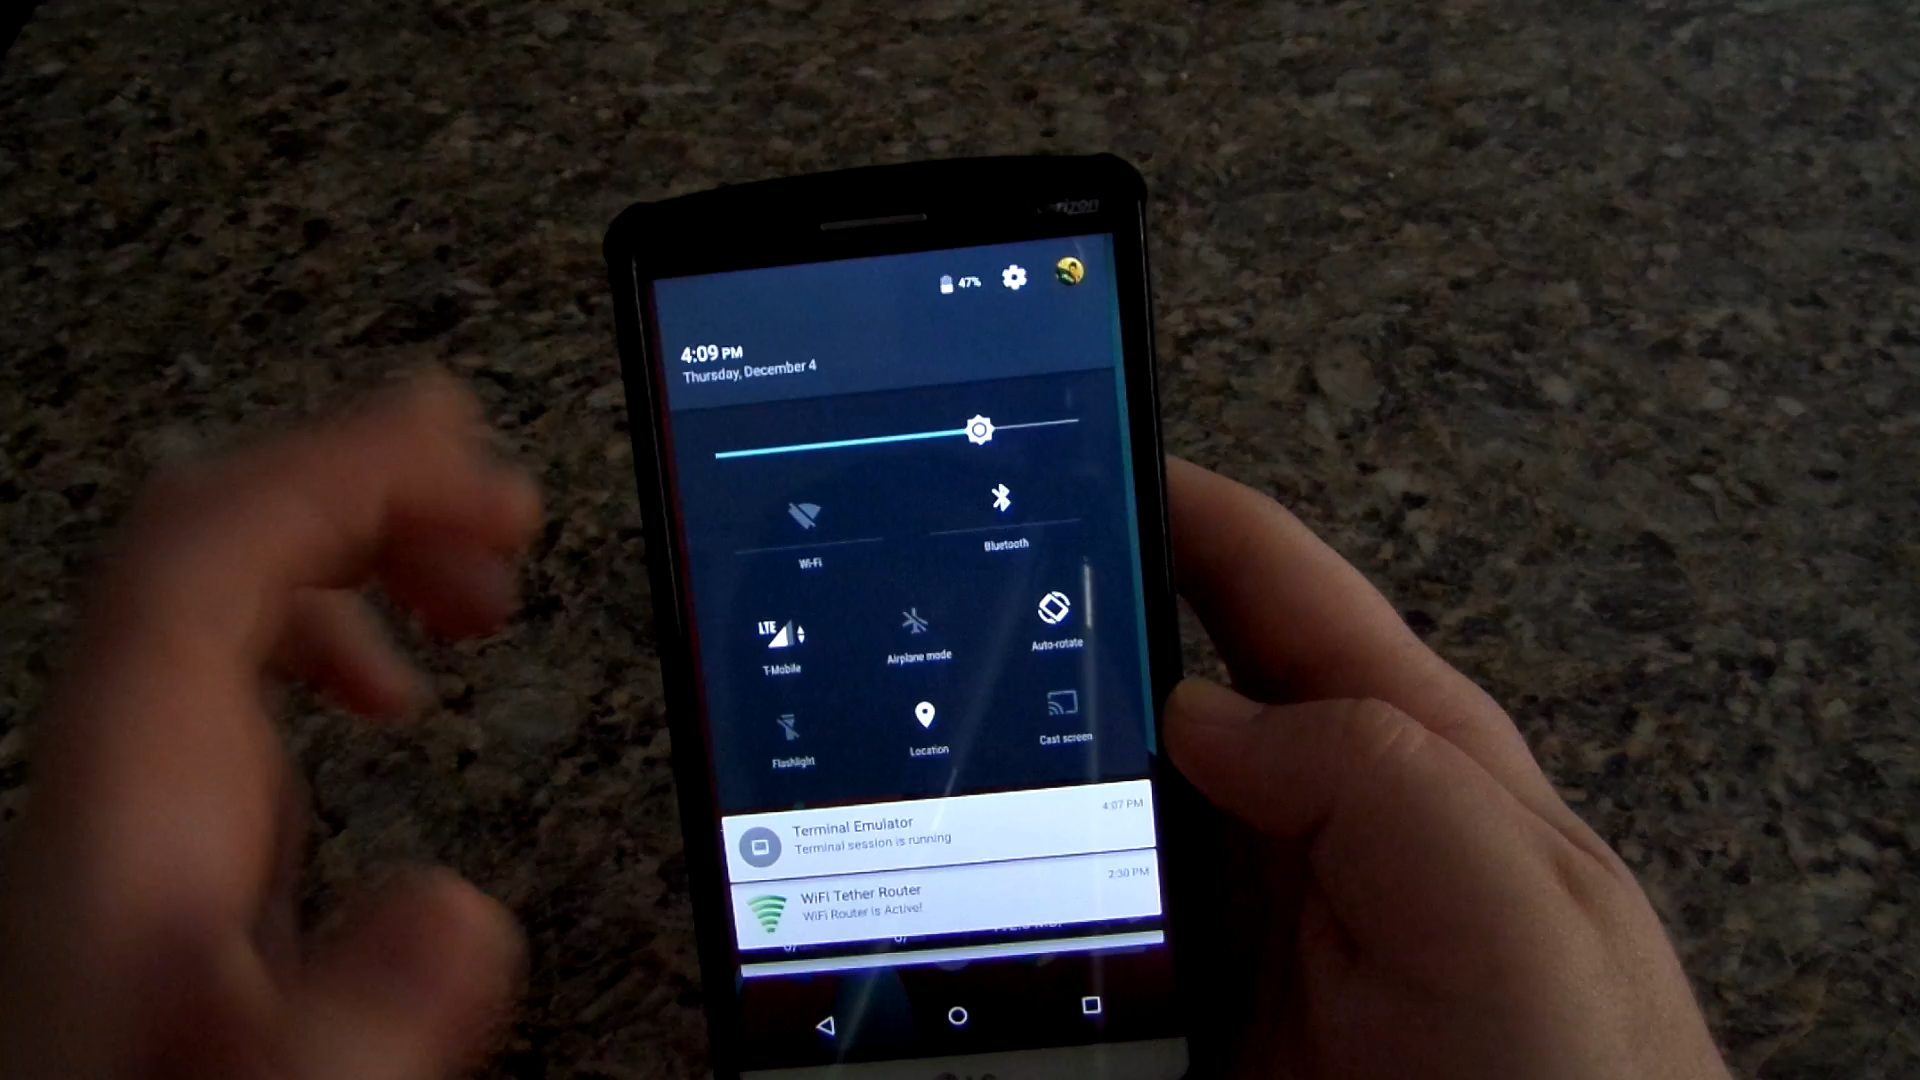 verizon
47%
4:09 PM
Thursday, December 4
Wi-Fi
Bluetooth
LTE
T-Mobile
Airplane mode
Auto-rotate
Flashlight
Location
Cast screen
Terminal Emulator
4:07 PM
Terminal session is running
WiFi Tether Router
2:30 PM
WiFi Router is Active!